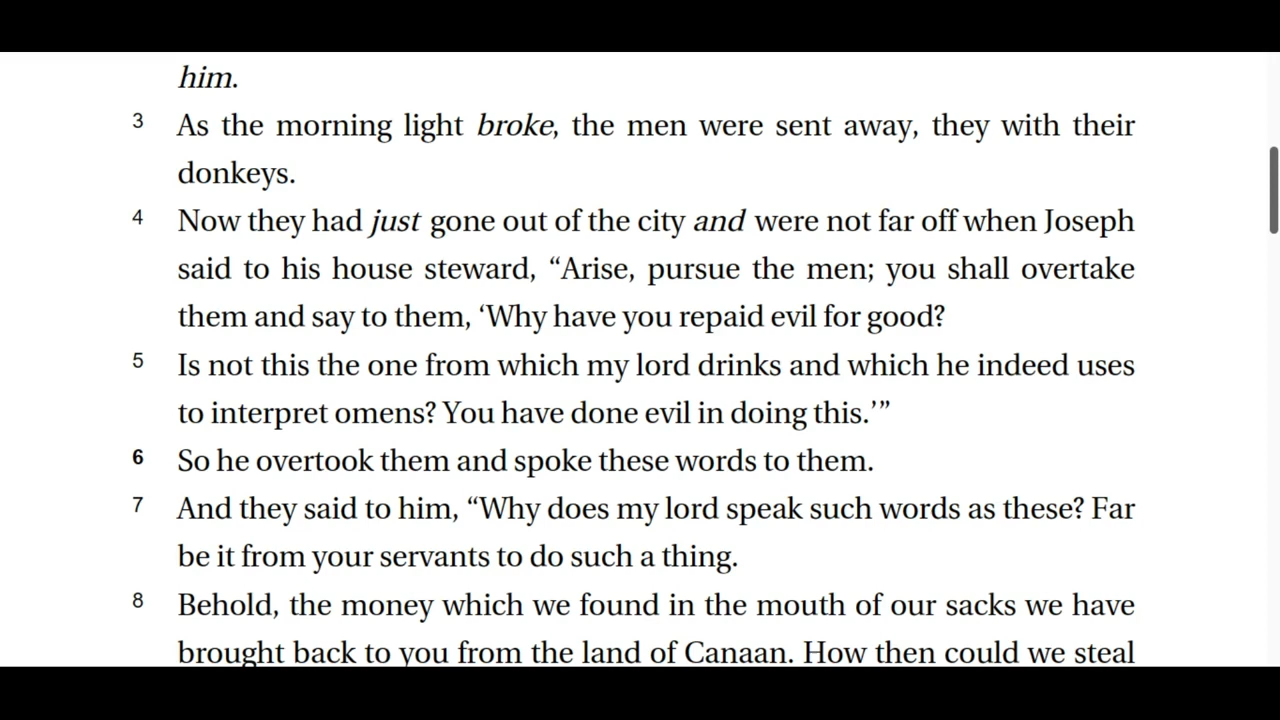 him.
3 As the morning light broke, the men were sent away, they with their
donkeys.
4 Now they had just gone out of the city and were not far off when Joseph
said to his house steward, “Arise, pursue the men; you shall overtake
them and say to them, ‘Why have you repaid evil for good?
5 Is not this the one from which my lord drinks and which he indeed uses
to interpret omens? You have done evil in doing this.’”
6 So he overtook them and spoke these words to them.
7 And they said to him, “Why does my lord speak such words as these? Far
be it from your servants to do such a thing.
8 Behold, the money which we found in the mouth of our sacks we have
brought back to you from the land of Canaan. How then could we steal